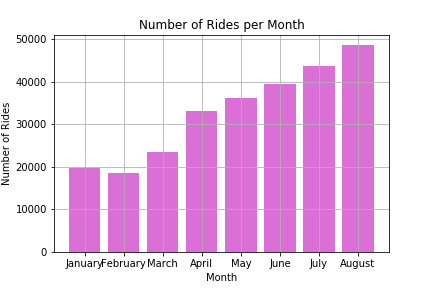 Number of Rides per Month
Number of Rides
50000
40000
30000
20000
10000
0
January February March April May June July August
Month